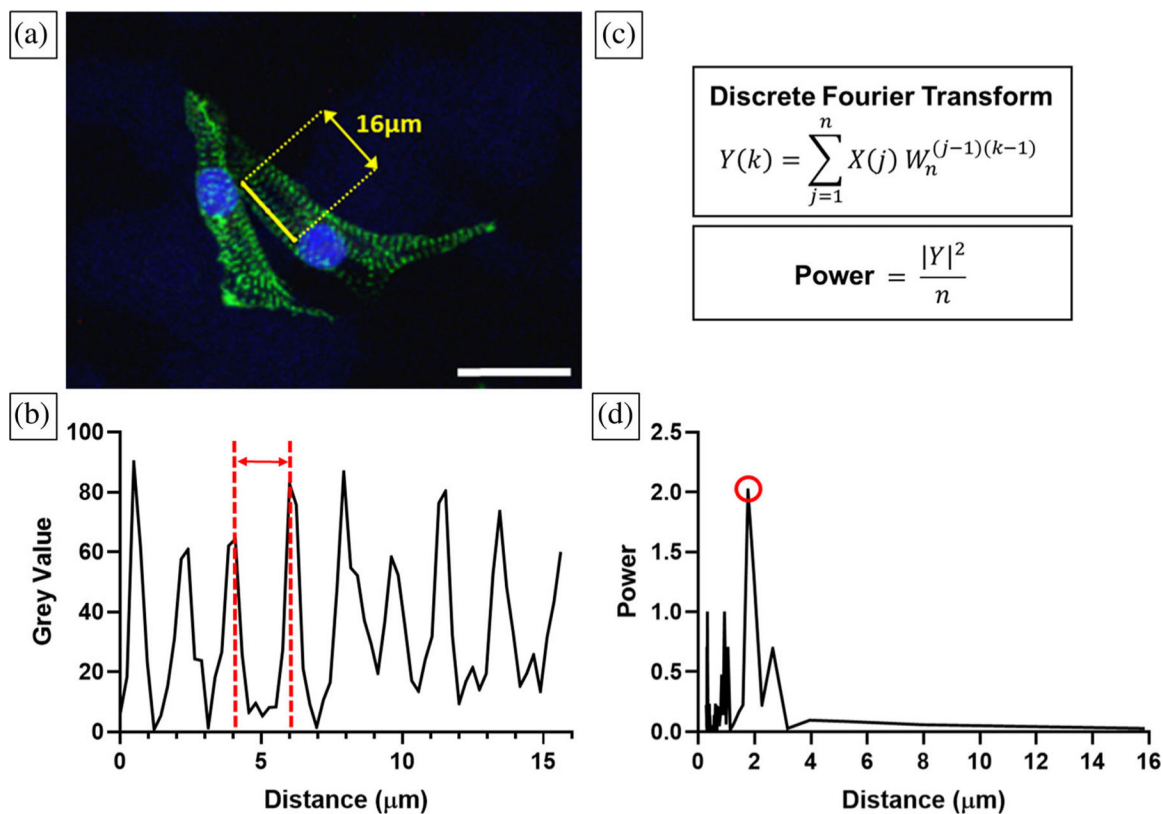 (a)
16μm
(c)
Discrete Fourier Transform
Y(k) = ∑ⁿⱼ₌₁ X(j) Wₙ^(j−1)(k−1)
Power = |Y|² / n
(b)
100
80
60
40
20
0
Grey Value
0 5 10 15
Distance (μm)
(d)
2.5
2.0
1.5
1.0
0.5
0.0
Power
0 2 4 6 8 10 12 14 16
Distance (μm)